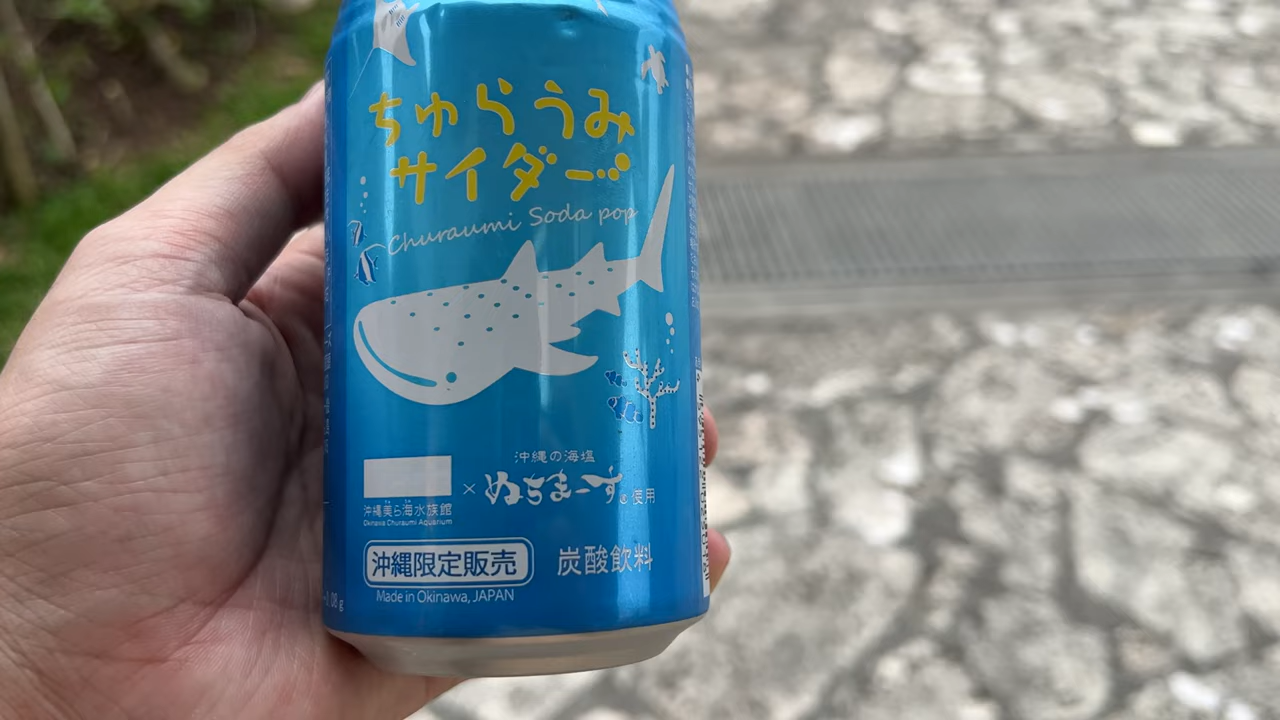 ちゅらうみ
サイダー
Churaumi Soda pop
沖縄の海塩
× ぬちまーす® 使用
沖縄美ら海水族館
Okinawa Churaumi Aquarium
沖縄限定販売 炭酸飲料
Made in Okinawa, JAPAN